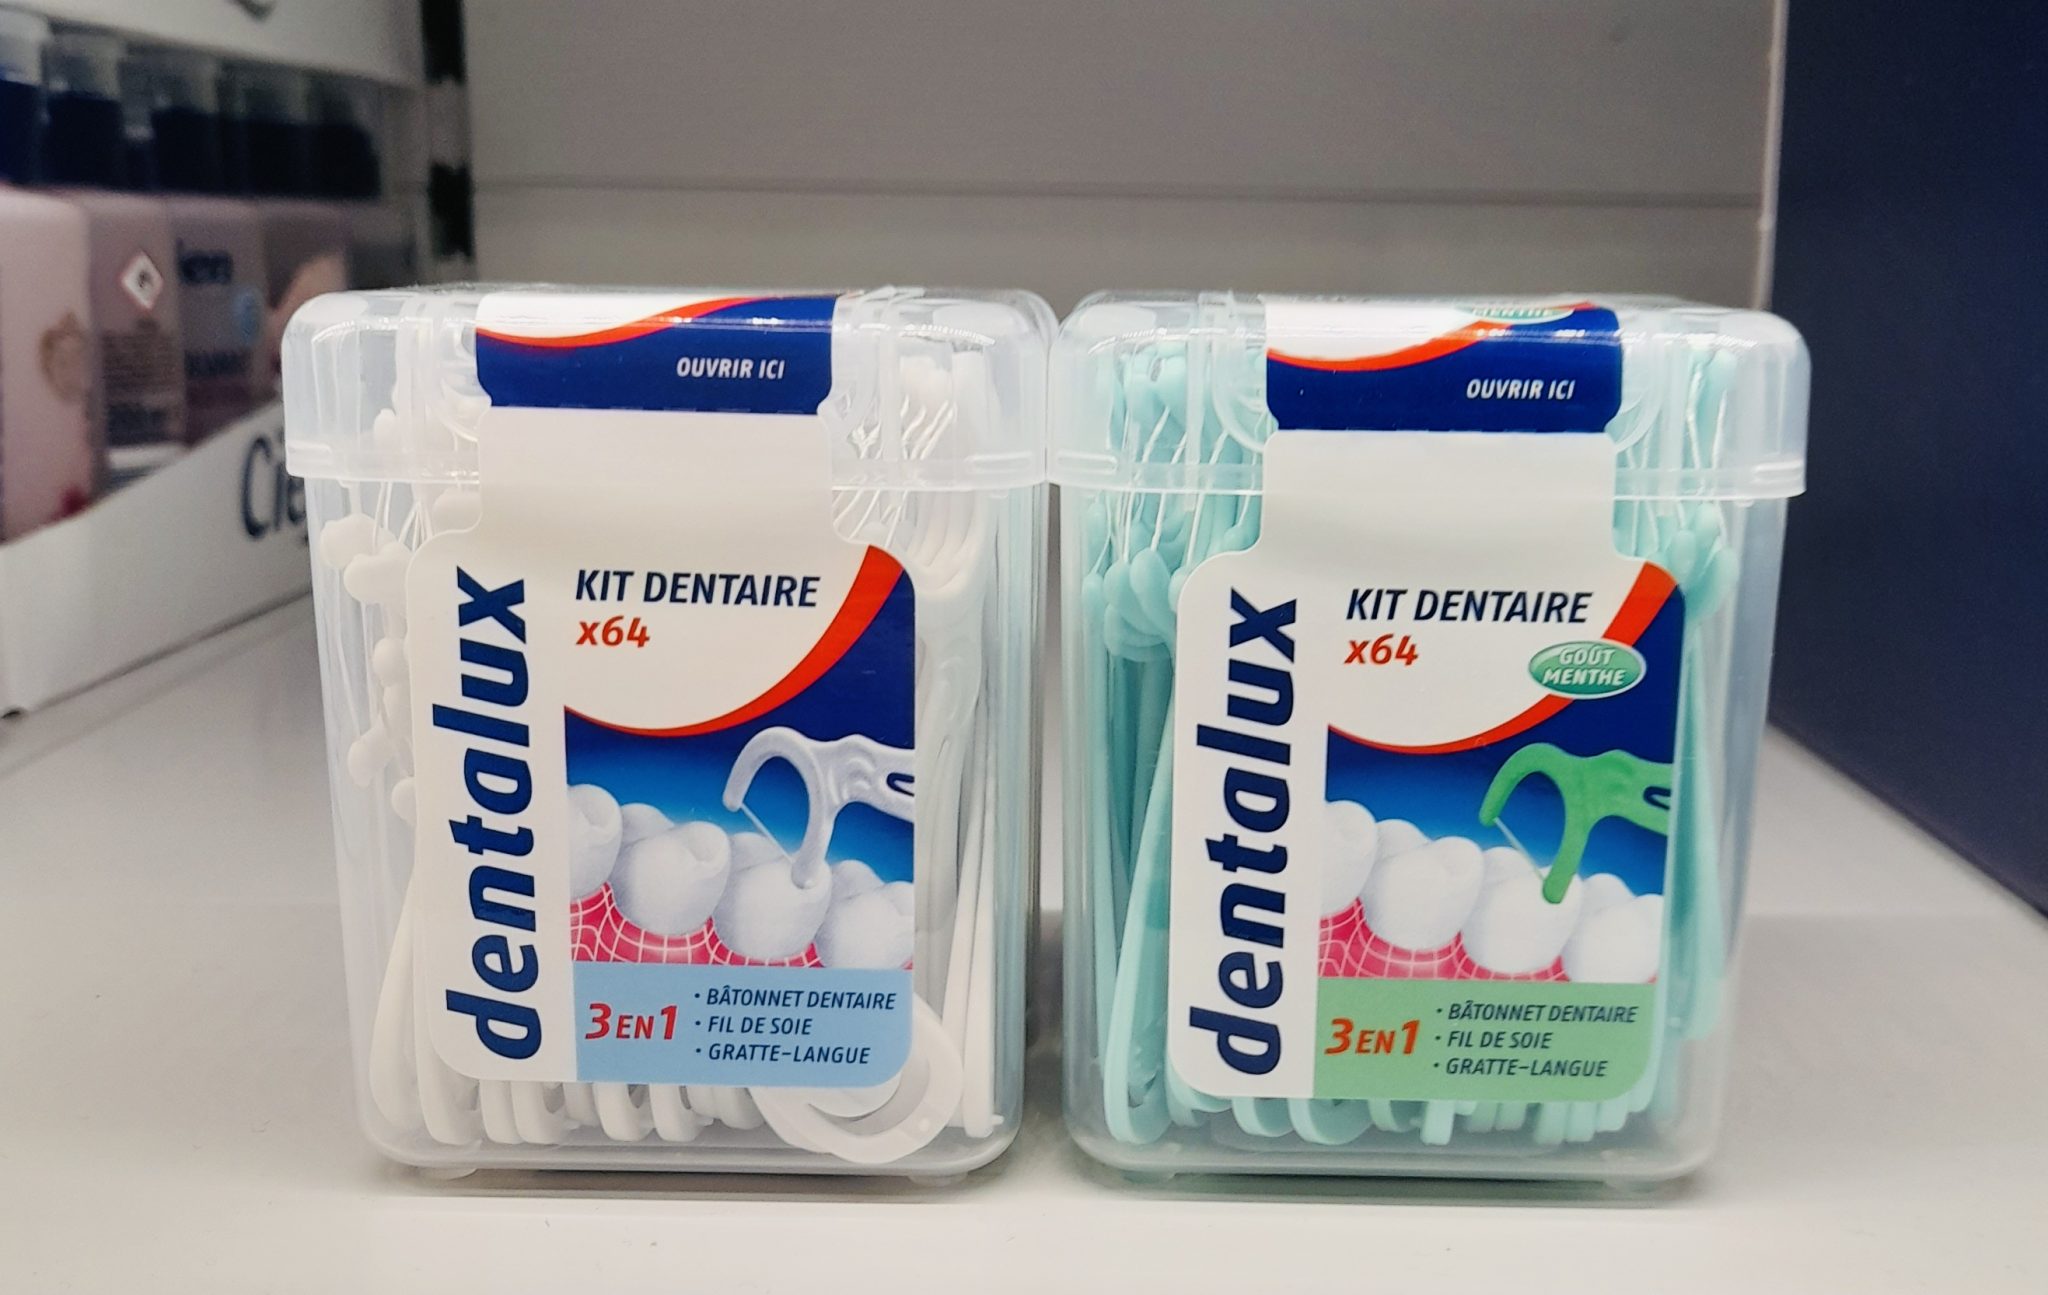 OUVRIR ICI
dentalux
KIT DENTAIRE
x64
3 EN 1
• BÂTONNET DENTAIRE
• FIL DE SOIE
• GRATTE-LANGUE
MENTHE
OUVRIR ICI
dentalux
KIT DENTAIRE
x64
GOÛT
MENTHE
3 EN 1
• BÂTONNET DENTAIRE
• FIL DE SOIE
• GRATTE-LANGUE